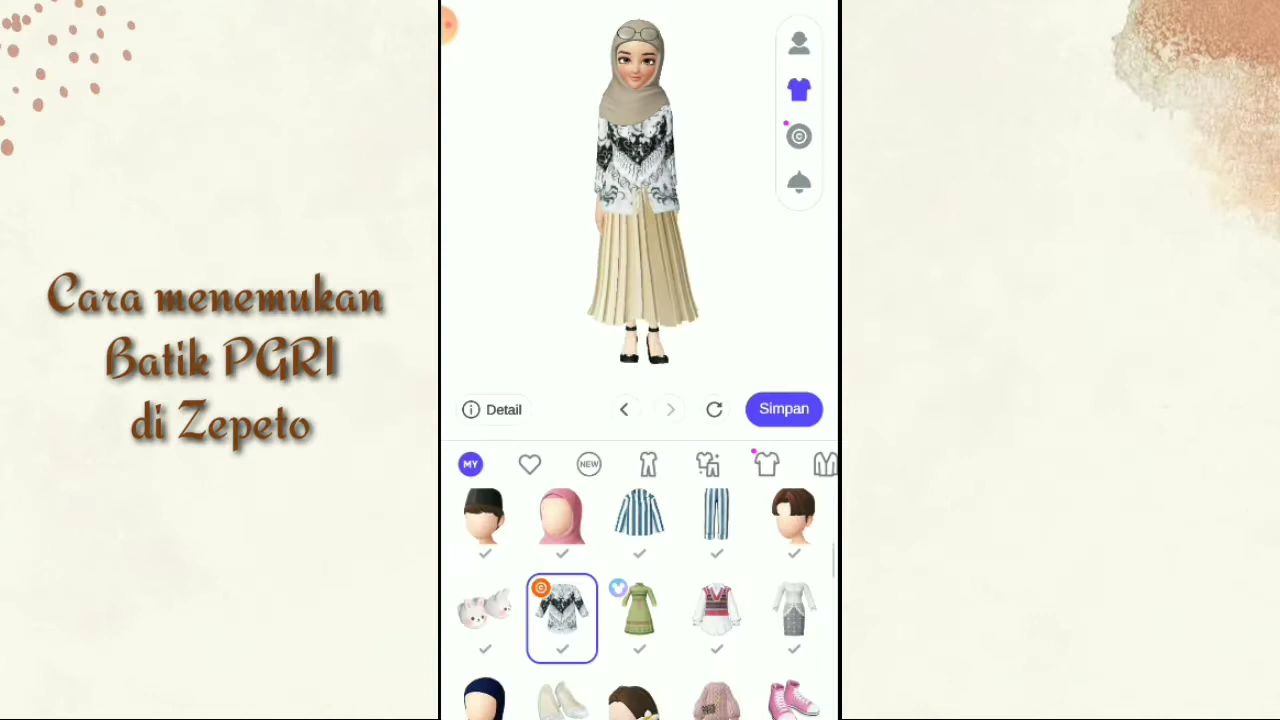 Cara menemukan
Batik PGRI
di Zepeto
Detail
Simpan
MY
NEW